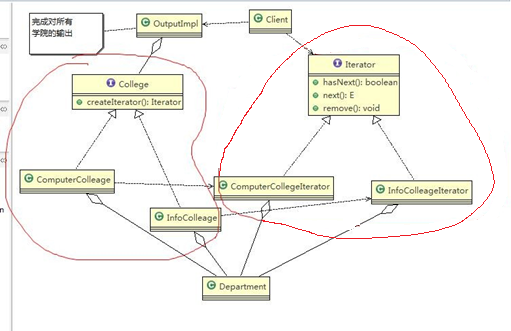 完成对所有
学院的输出
C OutputImpl
C Client
I Iterator
hasNext(): boolean
next(): E
remove(): void
I College
createIterator(): Iterator
C ComputerColleage
C ComputerCollegeIterator
C InfoColleageIterator
C InfoColleage
C Department